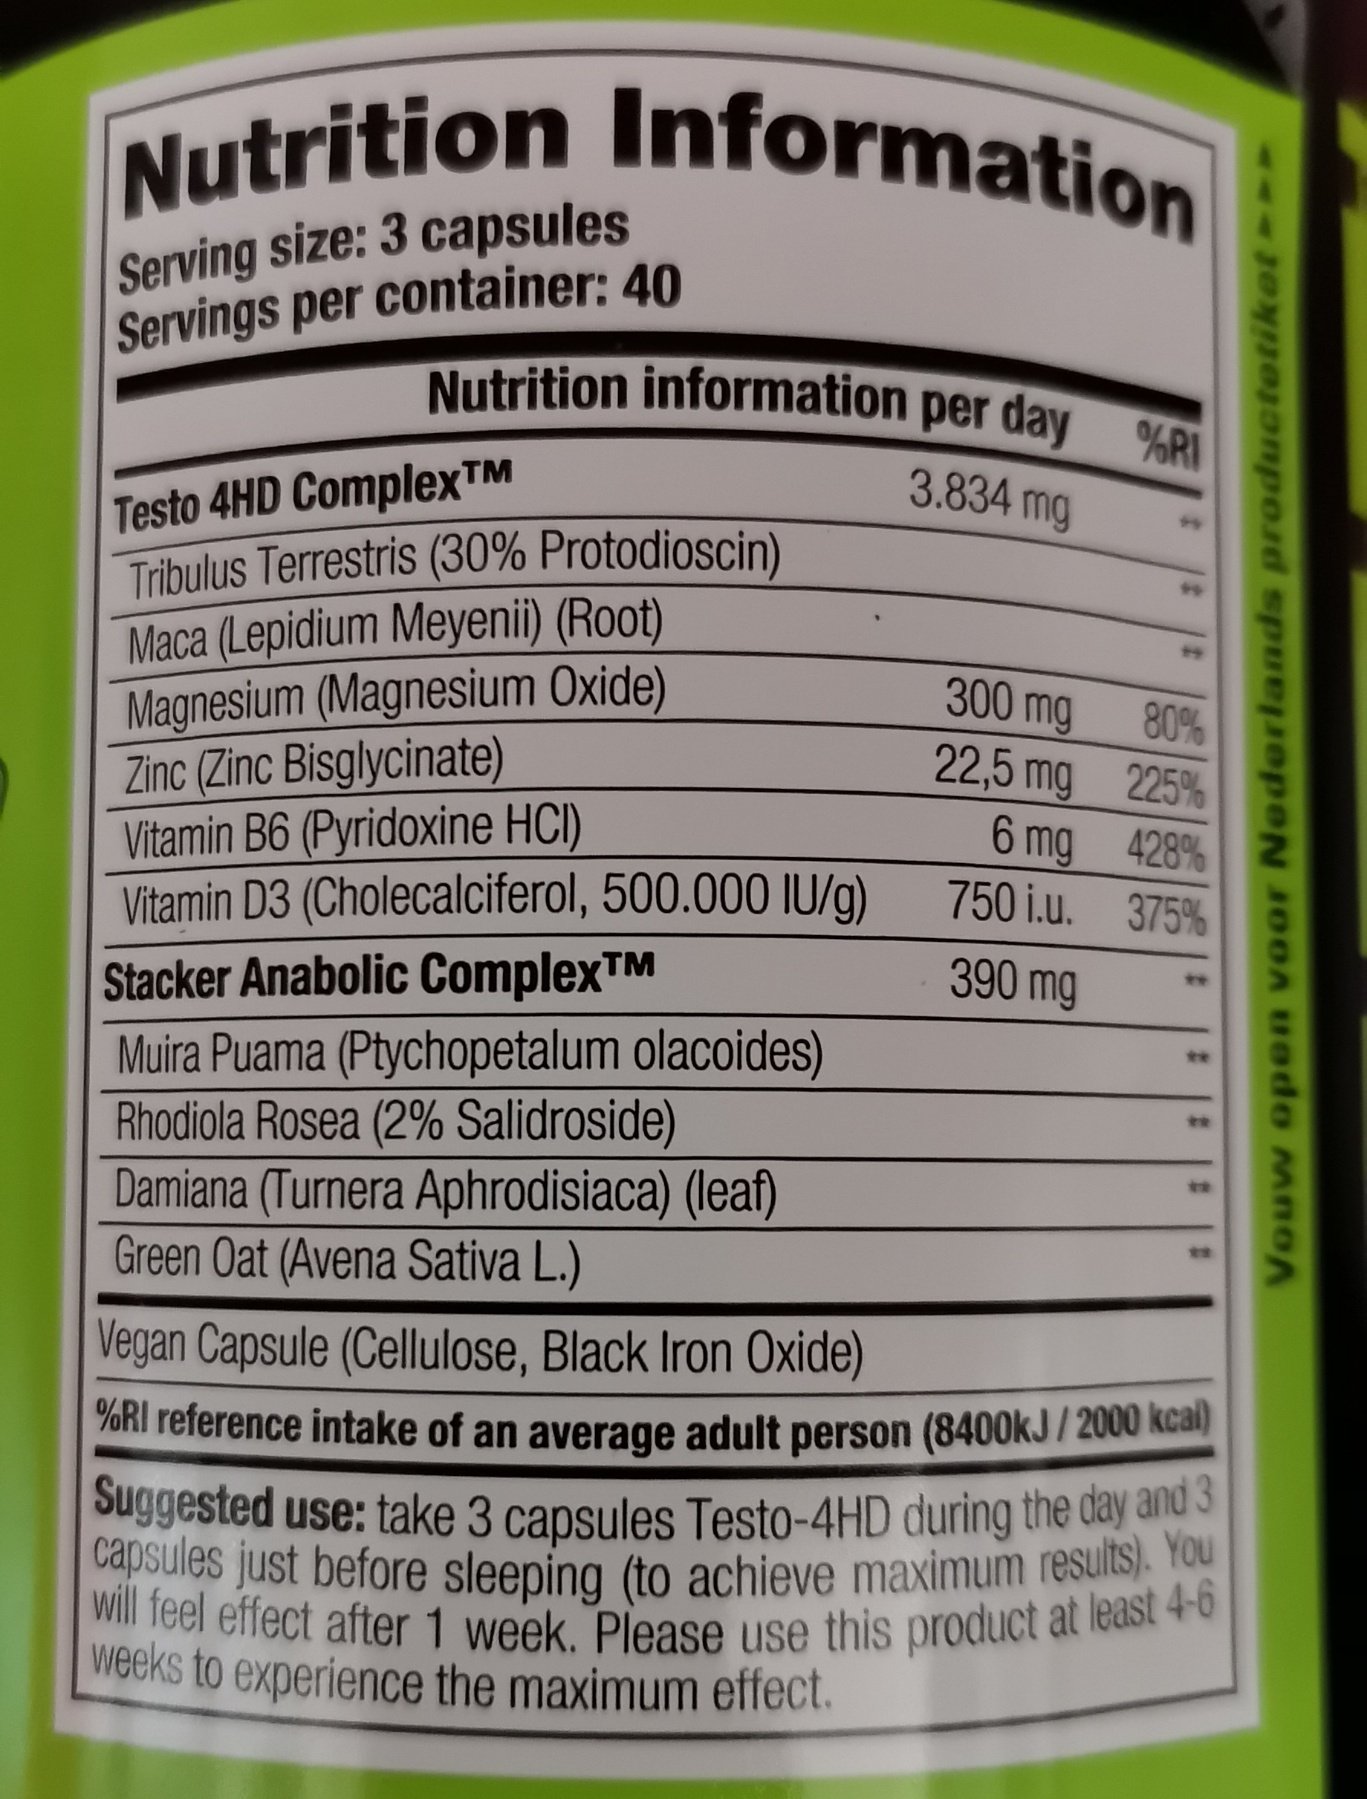 Nutrition Information
Serving size: 3 capsules
Servings per container: 40
Nutrition information per day %RI
Testo 4HD Complex™ 3.834 mg **
Tribulus Terrestris (30% Protodioscin) **
Maca (Lepidium Meyenii) (Root) **
Magnesium (Magnesium Oxide) 300 mg 80%
Zinc (Zinc Bisglycinate) 22,5 mg 225%
Vitamin B6 (Pyridoxine HCl) 6 mg 428%
Vitamin D3 (Cholecalciferol, 500.000 IU/g) 750 i.u. 375%
Stacker Anabolic Complex™ 390 mg **
Muira Puama (Ptychopetalum olacoides) **
Rhodiola Rosea (2% Salidroside) **
Damiana (Turnera Aphrodisiaca) (leaf) **
Green Oat (Avena Sativa L.) **
Vegan Capsule (Cellulose, Black Iron Oxide)
%RI reference intake of an average adult person (8400kJ / 2000 kcal)
Suggested use: take 3 capsules Testo-4HD during the day and 3
capsules just before sleeping (to achieve maximum results). You
will feel effect after 1 week. Please use this product at least 4-6
weeks to experience the maximum effect.
Vouw open voor Nederlands productetiket